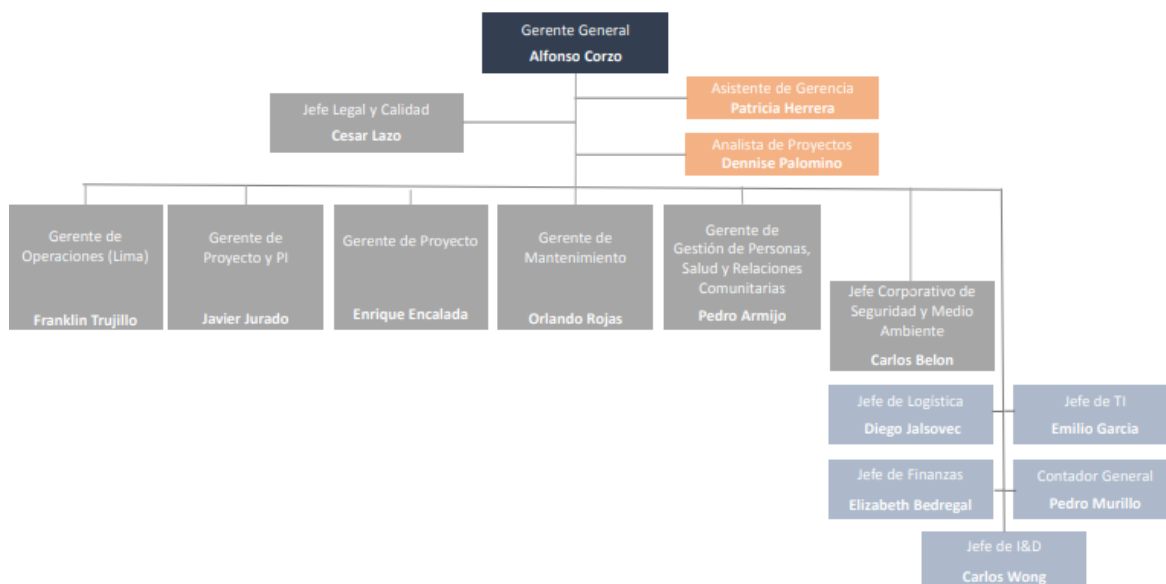 Gerente General
Alfonso Corzo
Asistente de Gerencia
Patricia Herrera
Jefe Legal y Calidad
Cesar Lazo
Analista de Proyectos
Dennise Palomino
Gerente de
Operaciones (Lima)
Franklin Trujillo
Gerente de
Proyecto y PI
Javier Jurado
Gerente de Proyecto
Enrique Encalada
Gerente de
Mantenimiento
Orlando Rojas
Gerente de
Gestión de Personas,
Salud y Relaciones
Comunitarias
Pedro Armijo
Jefe Corporativo de
Seguridad y Medio
Ambiente
Carlos Belon
Jefe de Logística
Diego Jalsovec
Jefe de TI
Emilio Garcia
Jefe de Finanzas
Elizabeth Bedregal
Contador General
Pedro Murillo
Jefe de I&D
Carlos Wong